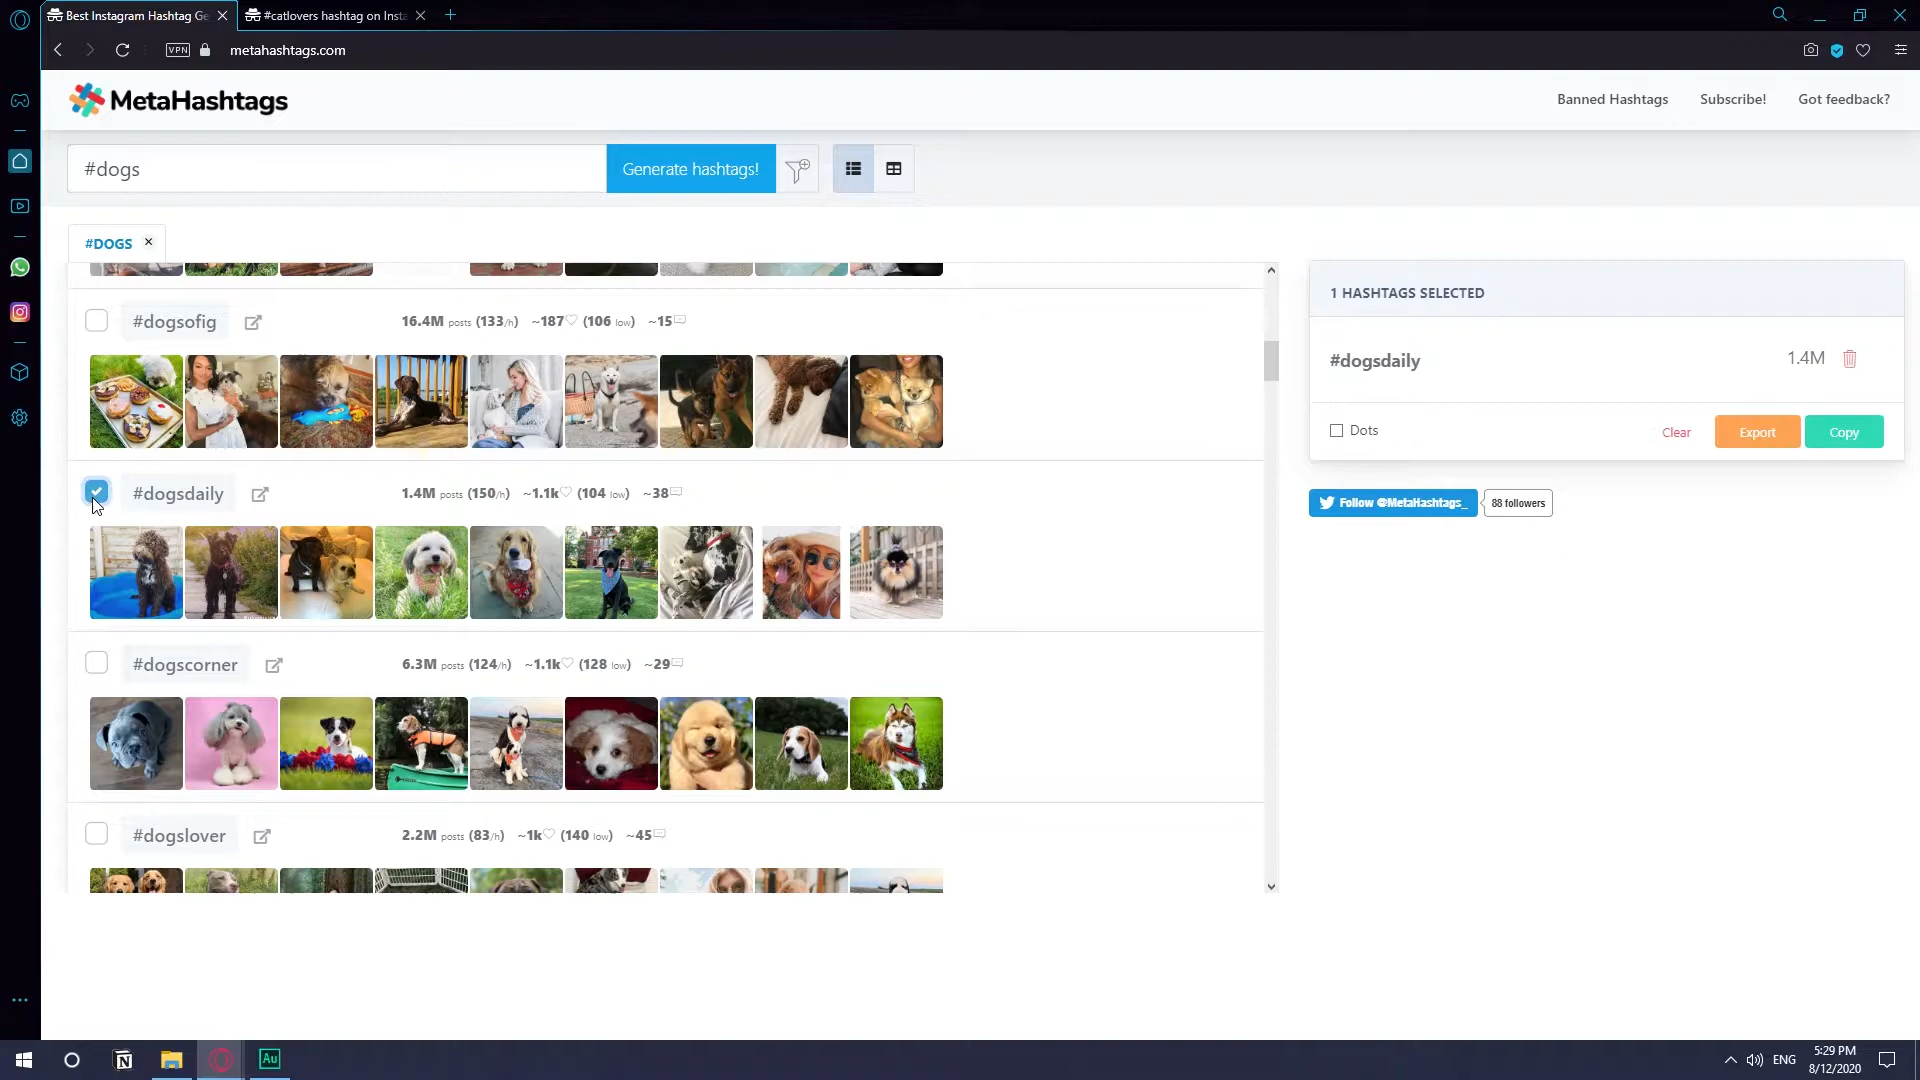 Best Instagram Hashtag Ge
#catlovers hashtag on Insta
VPN
metahashtags.com
MetaHashtags
Banned Hashtags
Subscribe!
Got feedback?
#dogs
Generate hashtags!
#DOGS
#dogsofig
16.4M posts (133/h) ~187 (106 low) ~15
#dogsdaily
1.4M posts (150/h) ~1.1k (104 low) ~38
#dogscorner
6.3M posts (124/h) ~1.1k (128 low) ~29
#dogslover
2.2M posts (83/h) ~1k (140 low) ~45
1 HASHTAGS SELECTED
#dogsdaily 1.4M
Dots
Clear
Export
Copy
Follow @MetaHashtags_
88 followers
Au
ENG
5:29 PM
8/12/2020